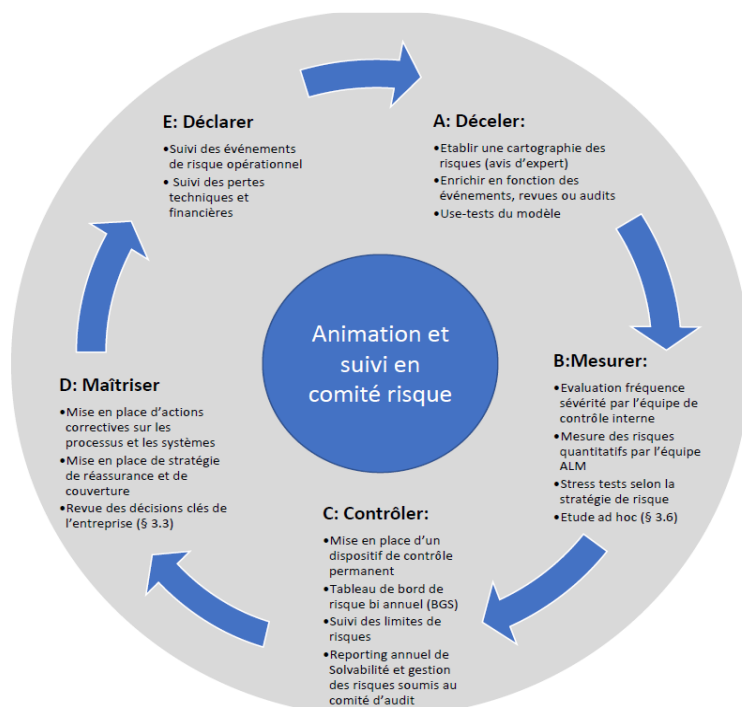 E: Déclarer
•Suivi des événements
de risque opérationnel
• Suivi des pertes
techniques et
financières
A: Déceler:
•Etablir une cartographie des
risques (avis d'expert)
•Enrichir en fonction des
événements, revues ou audits
•Use-tests du modèle
Animation et
suivi en
comité risque
B:Mesurer:
•Evaluation fréquence
sévérité par l'équipe de
contrôle interne
•Mesure des risques
quantitatifs par l'équipe
ALM
•Stress tests selon la
stratégie de risque
•Etude ad hoc (§ 3.6)
D: Maîtriser
•Mise en place d'actions
correctives sur les
processus et les systèmes
•Mise en place de stratégie
de réassurance et de
couverture
•Revue des décisions clés de
l'entreprise (§ 3.3)
C: Contrôler:
•Mise en place d'un
dispositif de contrôle
permanent
•Tableau de bord de
risque bi annuel (BGS)
•Suivi des limites de
risques
•Reporting annuel de
Solvabilité et gestion
des risques soumis au
comité d'audit